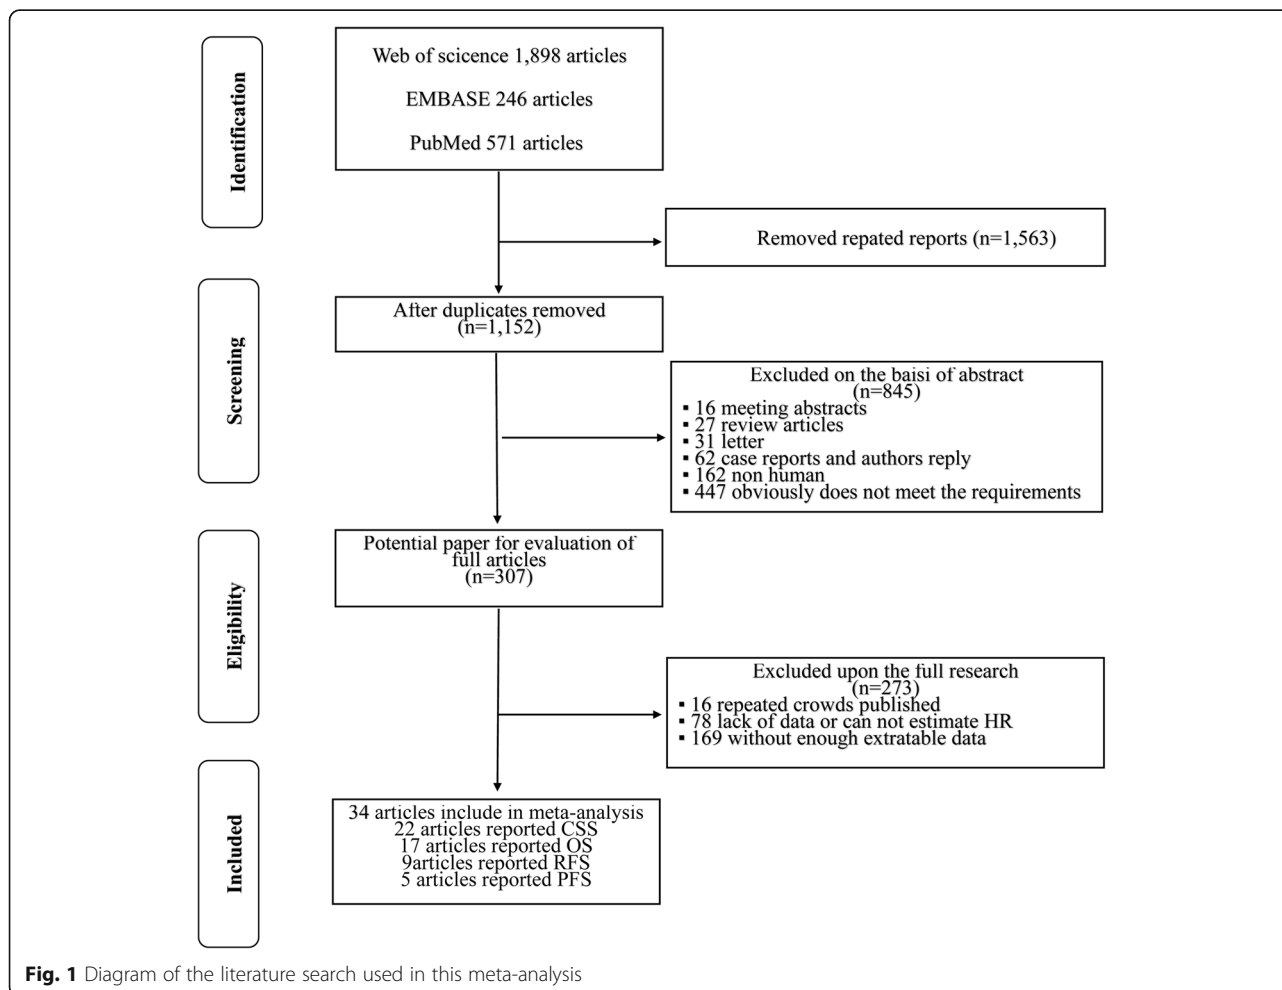 Identification
Web of scicence 1,898 articles
EMBASE 246 articles
PubMed 571 articles
Removed repated reports (n=1,563)
Screening
After duplicates removed
(n=1,152)
Excluded on the baisi of abstract
(n=845)
▪ 16 meeting abstracts
▪ 27 review articles
▪ 31 letter
▪ 62 case reports and authors reply
▪ 162 non human
▪ 447 obviously does not meet the requirements
Eligibility
Potential paper for evaluation of
full articles
(n=307)
Excluded upon the full research
(n=273)
▪ 16 repeated crowds published
▪ 78 lack of data or can not estimate HR
▪ 169 without enough extratable data
Included
34 articles include in meta-analysis
22 articles reported CSS
17 articles reported OS
9articles reported RFS
5 articles reported PFS
Fig. 1 Diagram of the literature search used in this meta-analysis